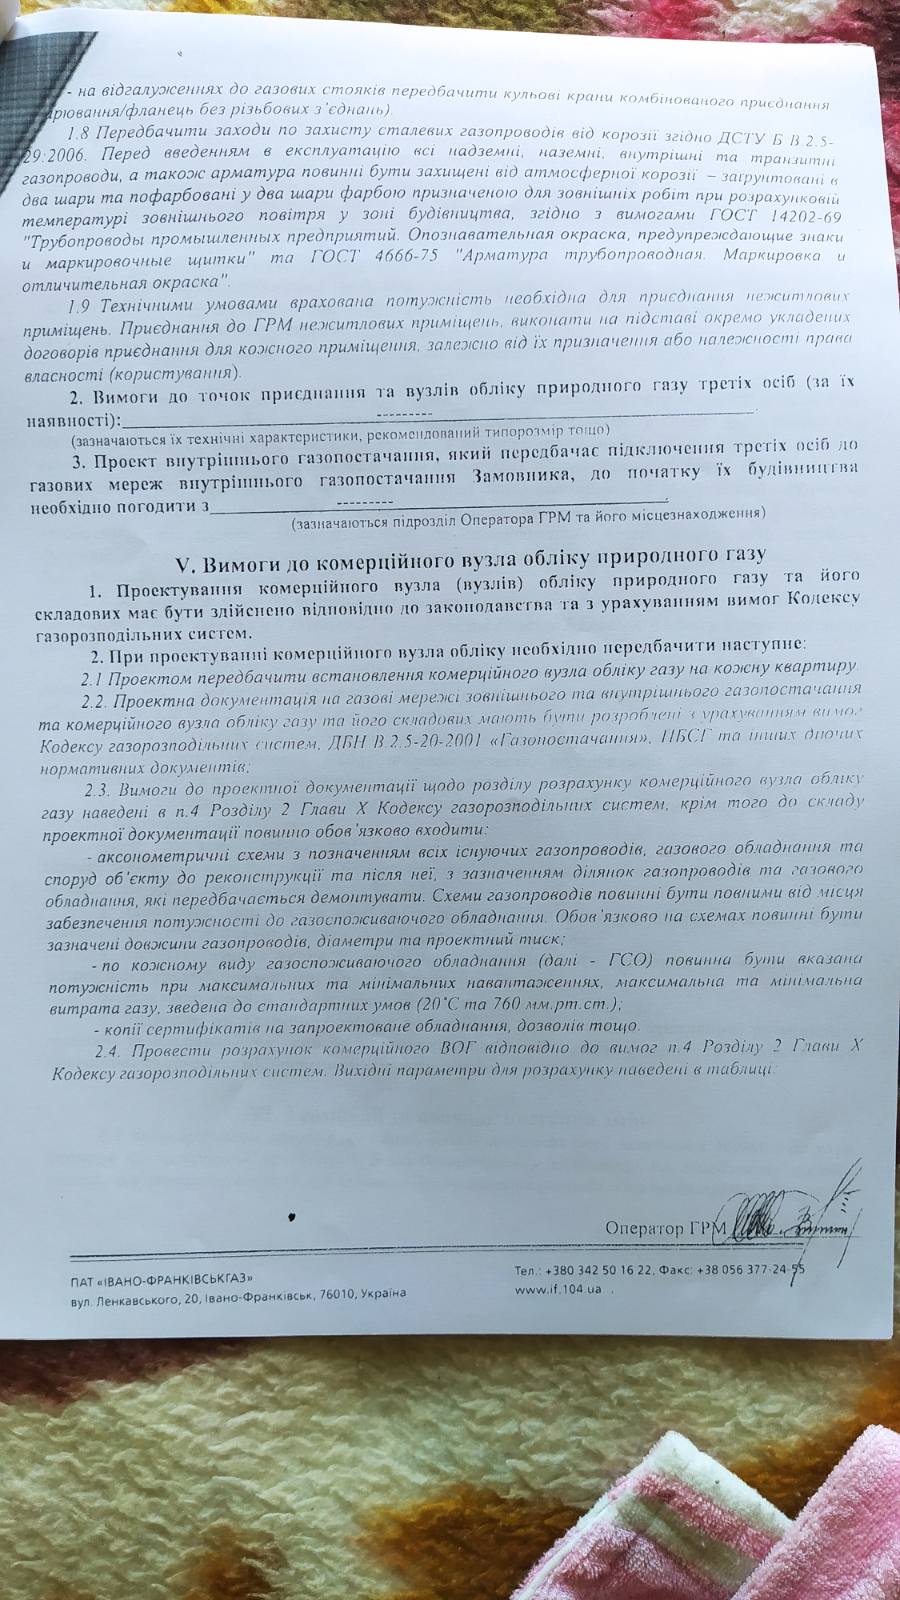 - на відгалуженнях до газових стояків передбачити кульові крани комбінованого приєднання
арювання/фланець без різьбових з'єднань).
1.8 Передбачити заходи по захисту сталевих газопроводів від корозії згідно ДСТУ Б В.2.5-
29:2006. Перед введенням в експлуатацію всі надземні, наземні, внутрішні та транзитні
газопроводи, а також арматура повинні бути захищені від атмосферної корозії – загрунтовані в
два шари та пофарбовані у два шари фарбою призначеною для зовнішніх робіт при розрахунковій
температурі зовнішнього повітря у зоні будівництва, згідно з вимогами ГОСТ 14202-69
"Трубопроводы промышленных предприятий. Опознавательная окраска, предупреждающие знаки
и маркировочные щитки" та ГОСТ 4666-75 "Арматура трубопроводная. Маркировка и
отличительная окраска".
1.9 Технічними умовами врахована потужність необхідна для приєднання нежитлових
приміщень. Приєднання до ГРМ нежитлових приміщень, виконати на підставі окремо укладених
договорів приєднання для кожного приміщення, залежно від їх призначення або належності права
власності (користування).
2. Вимоги до точок приєднання та вузлів обліку природного газу третіх осіб (за їх
наявності):_________---------_________.
(зазначаються їх технічні характеристики, рекомендований типорозмір тощо)
3. Проект внутрішнього газопостачання, який передбачає підключення третіх осіб до
газових мереж внутрішнього газопостачання Замовника, до початку їх будівництва
необхідно погодити з_________---------_________.
(зазначаються підрозділ Оператора ГРМ та його місцезнаходження)
V. Вимоги до комерційного вузла обліку природного газу
1. Проектування комерційного вузла (вузлів) обліку природного газу та його
складових має бути здійснено відповідно до законодавства та з урахуванням вимог Кодексу
газорозподільних систем.
2. При проектуванні комерційного вузла обліку необхідно передбачити наступне:
2.1 Проектом передбачити встановлення комерційного вузла обліку газу на кожну квартиру.
2.2. Проектна документація на газові мережі зовнішнього та внутрішнього газопостачання
та комерційного вузла обліку газу та його складових мають бути розроблені з урахуванням вимог
Кодексу газорозподільних систем, ДБН В.2.5-20-2001 «Газопостачання», ПБСГ та інших діючих
нормативних документів;
2.3. Вимоги до проектної документації щодо розділу розрахунку комерційного вузла обліку
газу наведені в п.4 Розділу 2 Глави X Кодексу газорозподільних систем, крім того до складу
проектної документації повинно обов'язково входити:
- аксонометричні схеми з позначенням всіх існуючих газопроводів, газового обладнання та
споруд об'єкту до реконструкції та після неї, з зазначенням ділянок газопроводів та газового
обладнання, які передбачається демонтувати. Схеми газопроводів повинні бути повними від місця
забезпечення потужності до газоспоживаючого обладнання. Обов'язково на схемах повинні бути
зазначені довжини газопроводів, діаметри та проектний тиск;
- по кожному виду газоспоживаючого обладнання (далі - ГСО) повинна бути вказана
потужність при максимальних та мінімальних навантаженнях, максимальна та мінімальна
витрата газу, зведена до стандартних умов (20˚С та 760 мм.рт.ст.);
- копії сертифікатів на запроектоване обладнання, дозволів тощо.
2.4. Провести розрахунок комерційного ВОГ відповідно до вимог п.4 Розділу 2 Глави X
Кодексу газорозподільних систем. Вихідні параметри для розрахунку наведені в таблиці:
Оператор ГРМ
ПАТ «ІВАНО-ФРАНКІВСЬКГАЗ»
вул. Ленкавського, 20, Івано-Франківськ, 76010, Україна
Тел.: +380 342 50 16 22, Факс: +38 056 377-24-55
www.if.104.ua